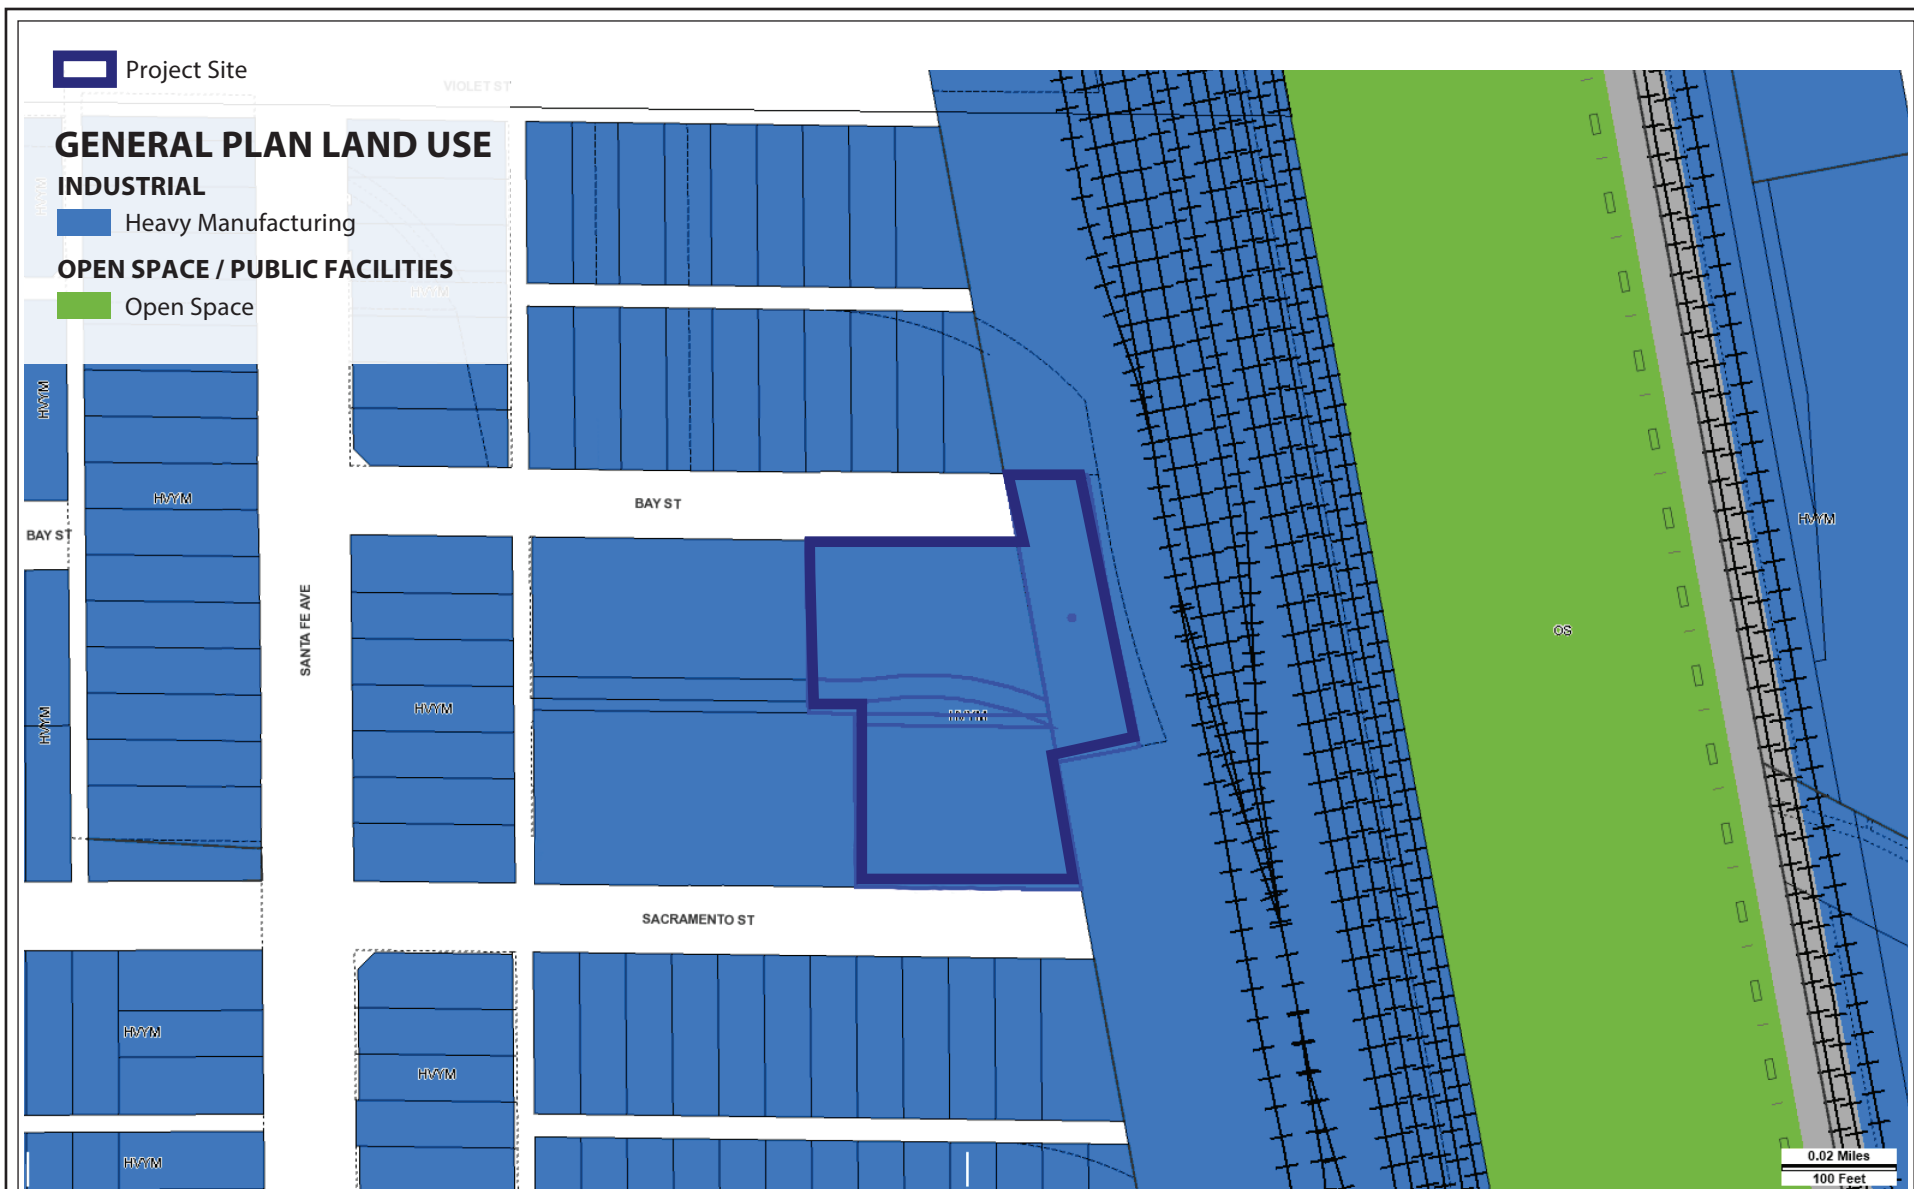 Project Site
VIOLET ST
GENERAL PLAN LAND USE
INDUSTRIAL
HVYM
Heavy Manufacturing
OPEN SPACE / PUBLIC FACILITIES
HVYM
Open Space
HVYM
HVYM
BAY ST
HVYM
BAY ST
SANTA FE AVE
OS
HVYM
HVYM
HVYM
SACRAMENTO ST
HVYM
HVYM
HVYM
0.02 Miles
100 Feet